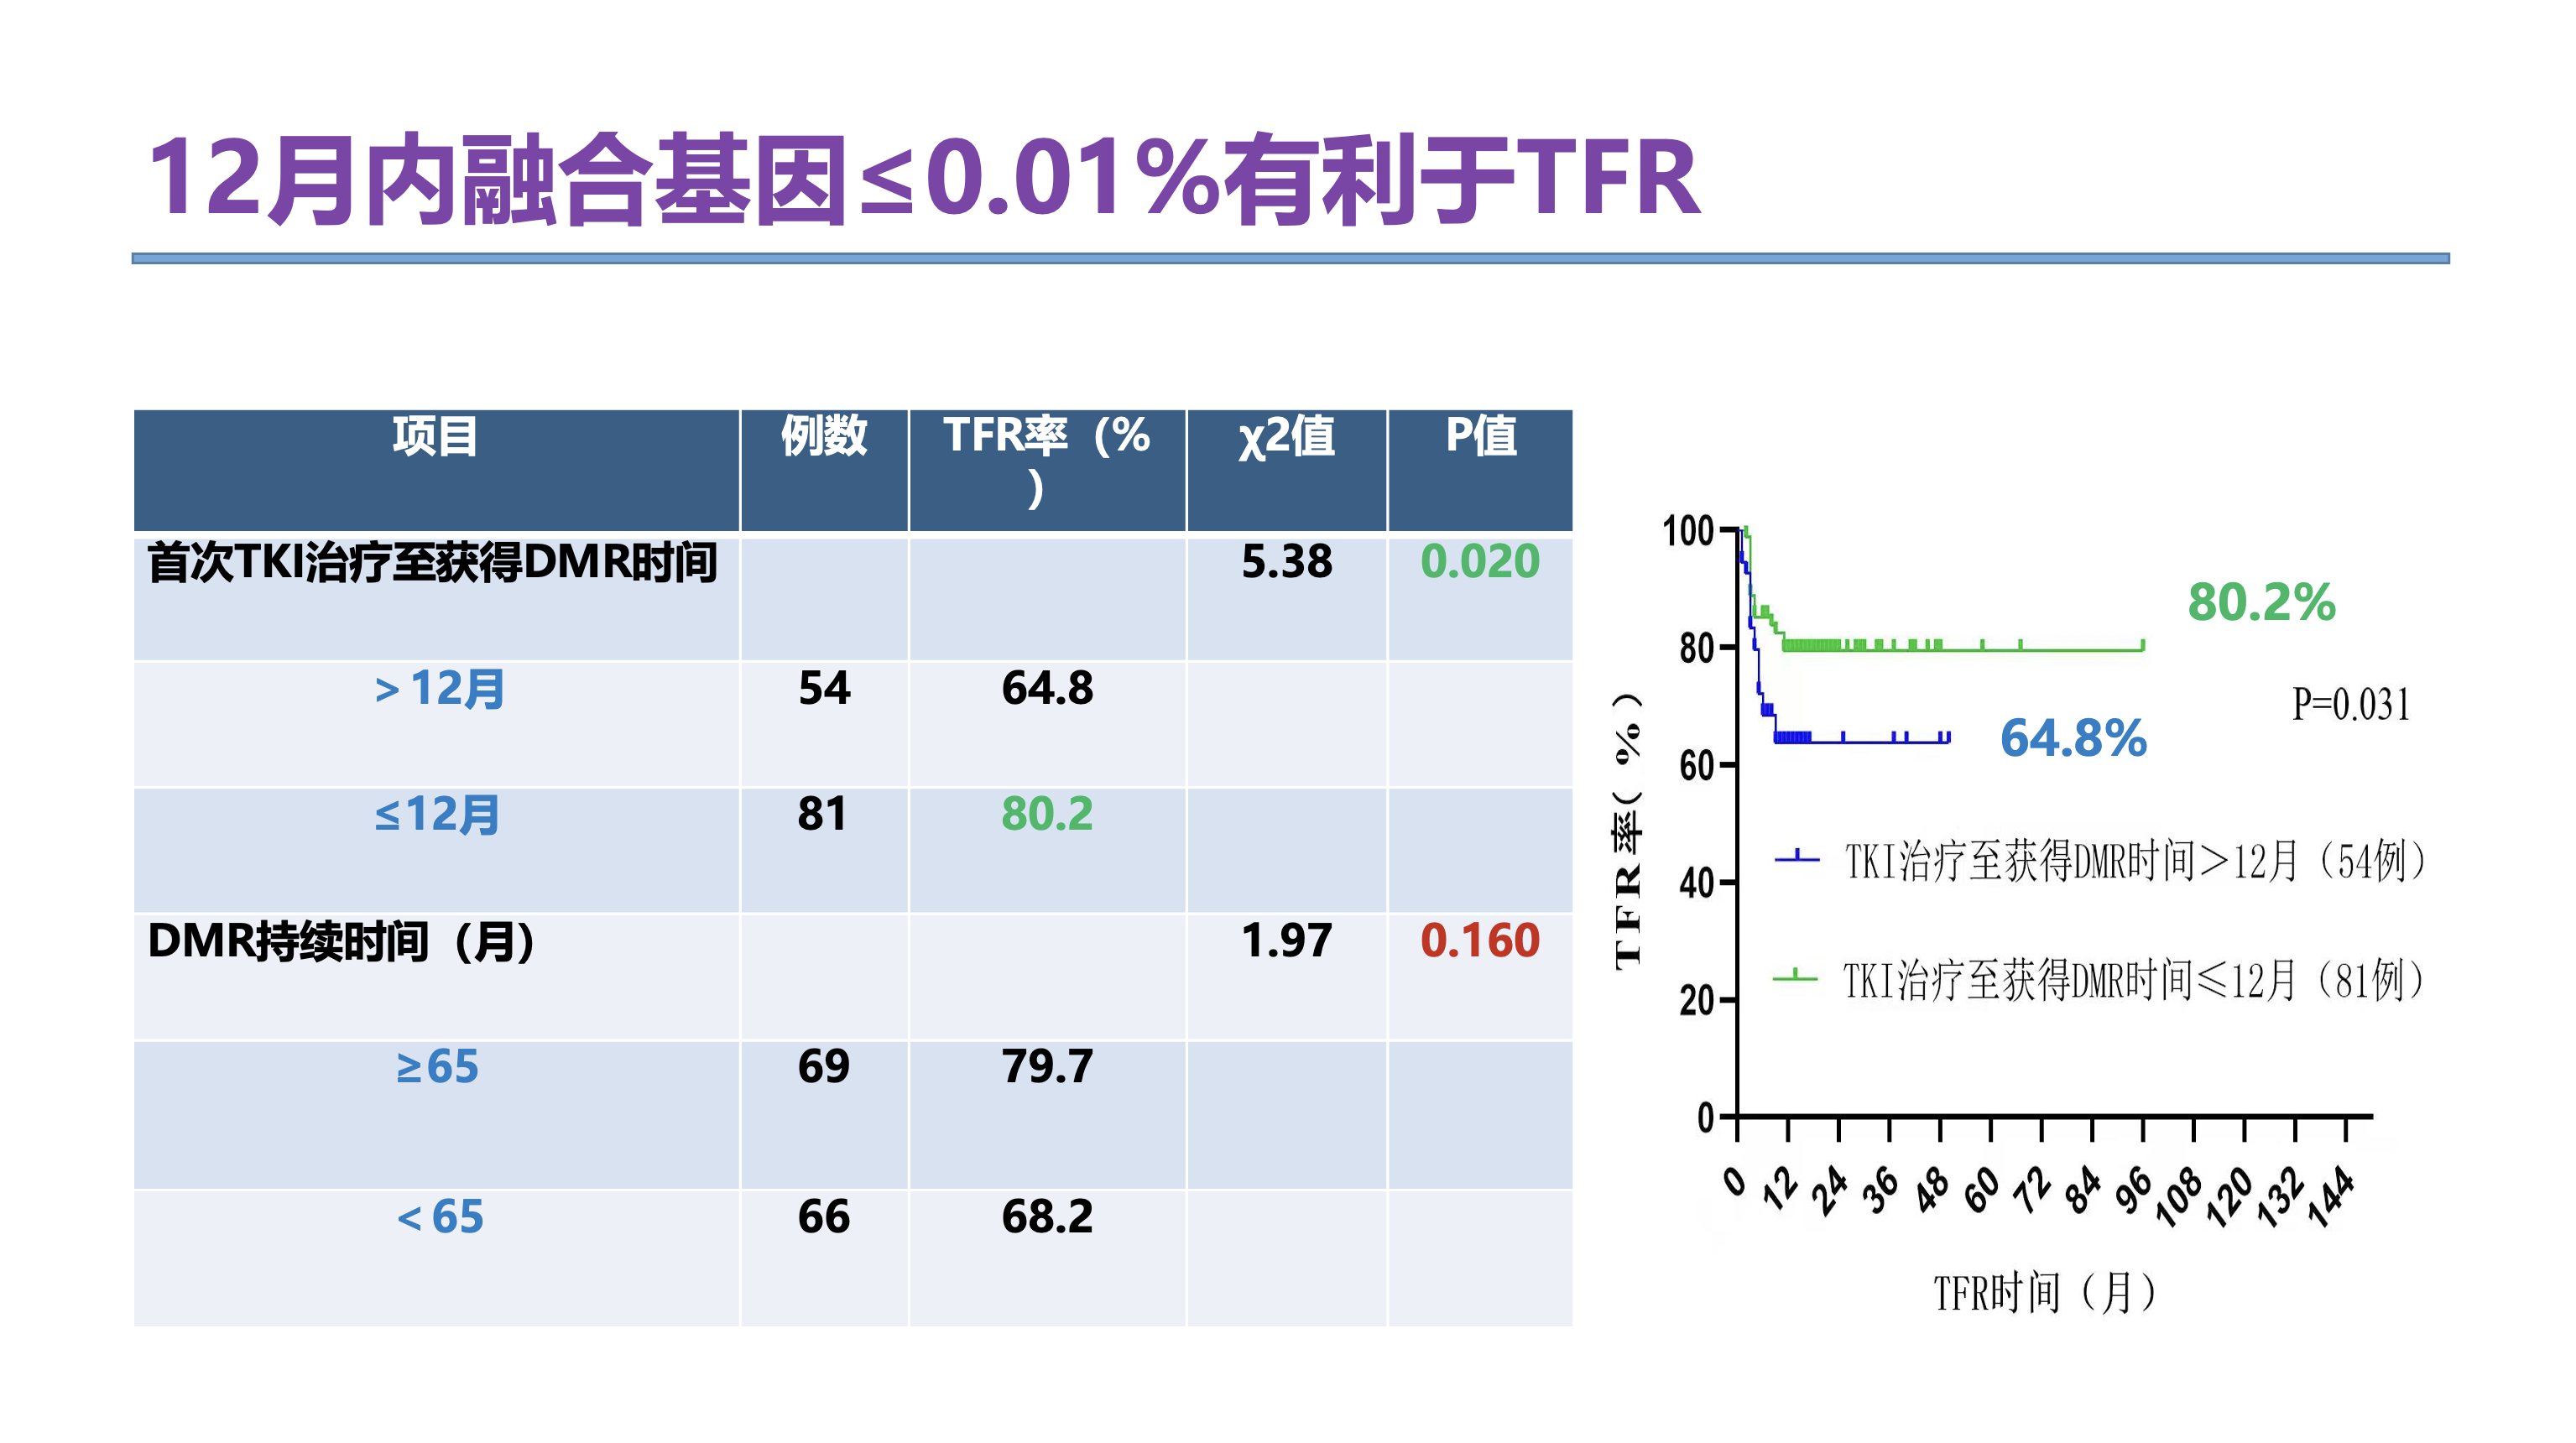 12月内融合基因≤0.01%有利于TFR
项目 例数 TFR率（%） χ2值 P值
首次TKI治疗至获得DMR时间 5.38 0.020
＞12月 54 64.8
≤12月 81 80.2
DMR持续时间（月） 1.97 0.160
≥65 69 79.7
＜65 66 68.2
TFR率(%)
100
80
60
40
20
0
80.2%
P=0.031
64.8%
TKI治疗至获得DMR时间＞12月（54例）
TKI治疗至获得DMR时间≤12月（81例）
0 12 24 36 48 60 72 84 96 108 120 132 144
TFR时间（月）